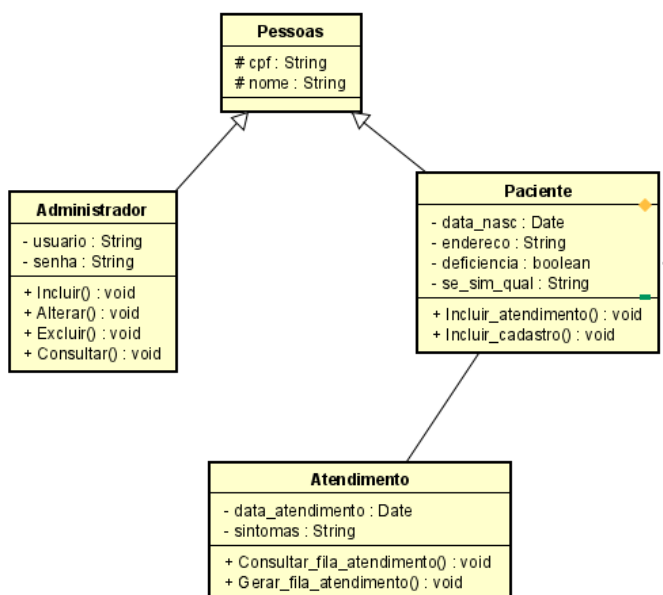 Pessoas
# cpf : String
# nome : String
Administrador
- usuario : String
- senha : String
+ Incluir() : void
+ Alterar() : void
+ Excluir() : void
+ Consultar() : void
Paciente
- data_nasc : Date
- endereco : String
- deficiencia : boolean
- se_sim_qual : String
+ Incluir_atendimento() : void
+ Incluir_cadastro() : void
Atendimento
- data_atendimento : Date
- sintomas : String
+ Consultar_fila_atendimento() : void
+ Gerar_fila_atendimento() : void